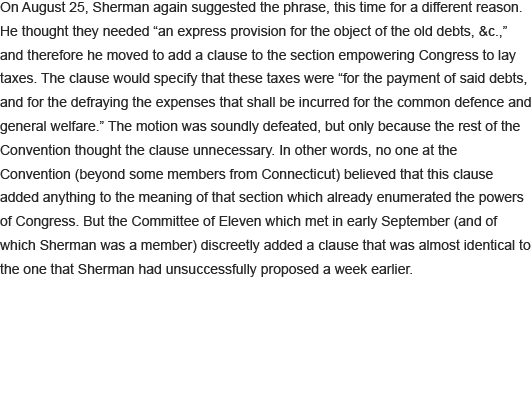 On August 25, Sherman again suggested the phrase, this time for a different reason.
He thought they needed “an express provision for the object of the old debts, &c.,”
and therefore he moved to add a clause to the section empowering Congress to lay
taxes. The clause would specify that these taxes were “for the payment of said debts,
and for the defraying the expenses that shall be incurred for the common defence and
general welfare.” The motion was soundly defeated, but only because the rest of the
Convention thought the clause unnecessary. In other words, no one at the
Convention (beyond some members from Connecticut) believed that this clause
added anything to the meaning of that section which already enumerated the powers
of Congress. But the Committee of Eleven which met in early September (and of
which Sherman was a member) discreetly added a clause that was almost identical to
the one that Sherman had unsuccessfully proposed a week earlier.